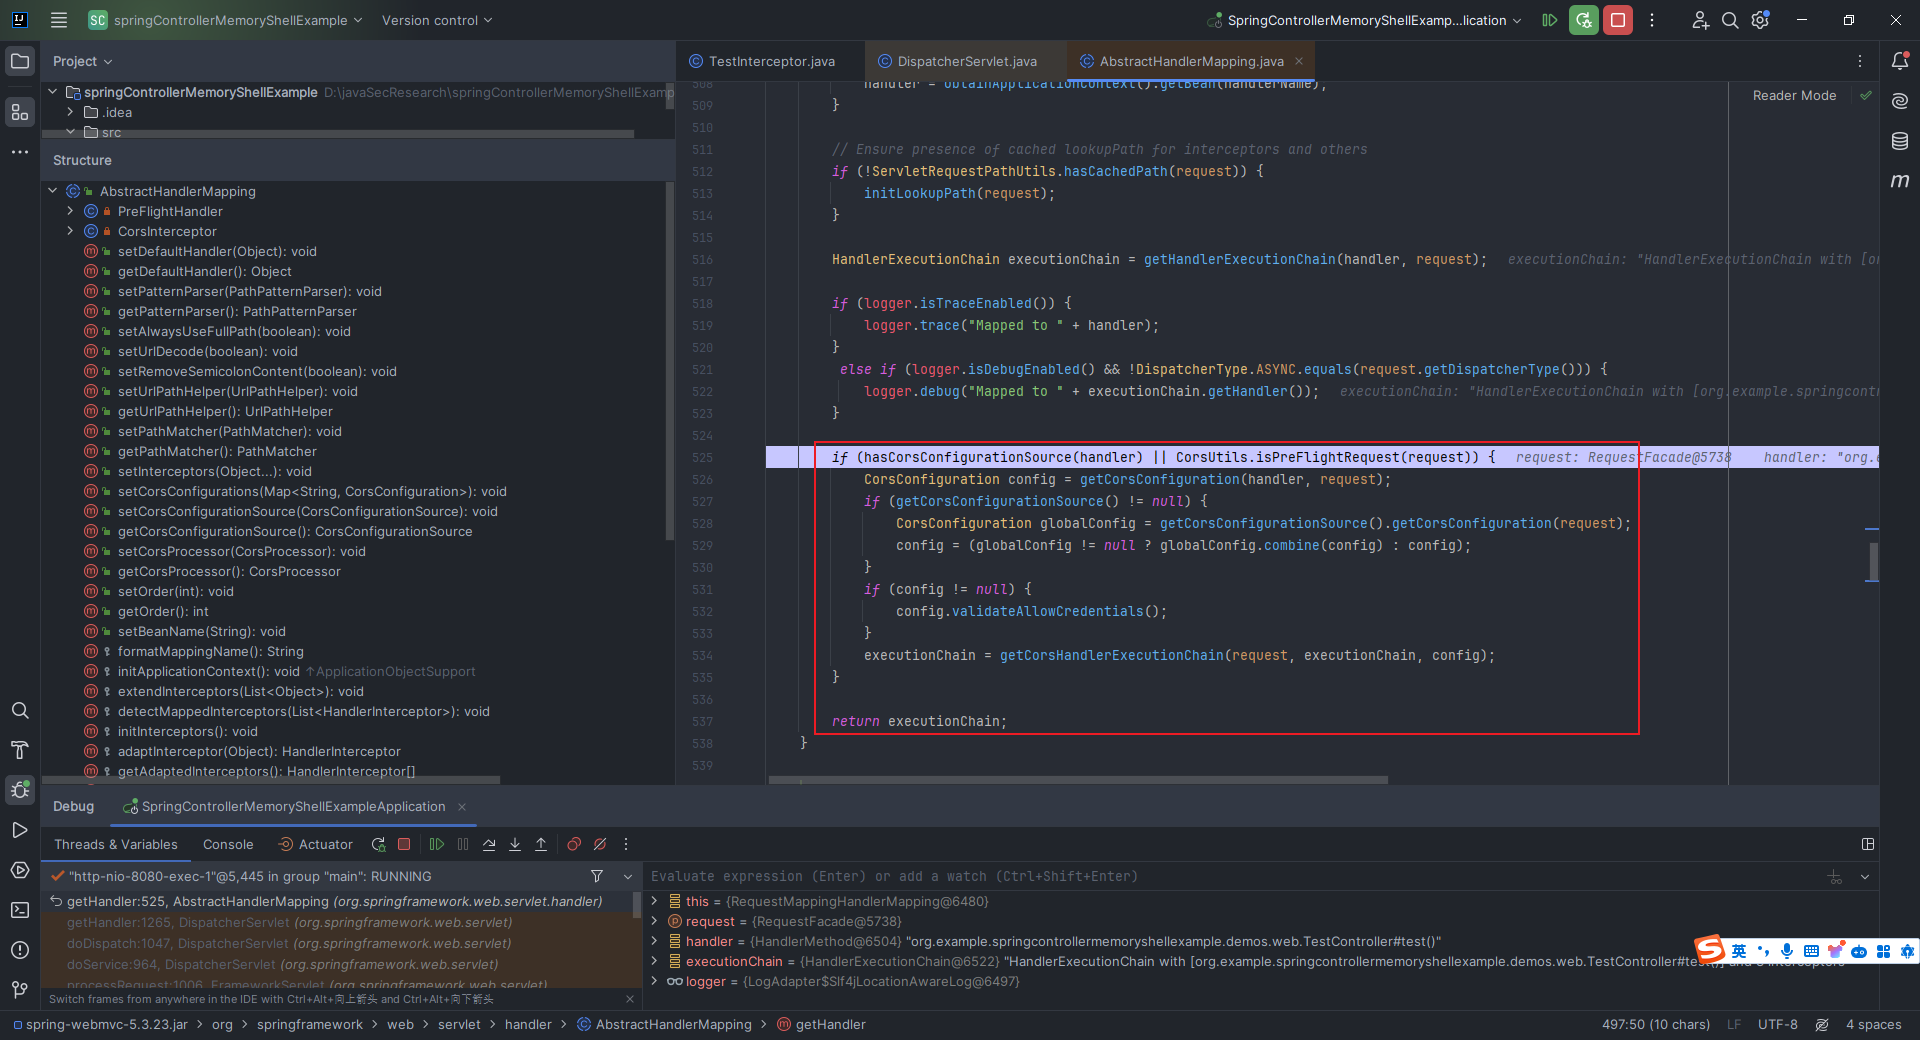 SC springControllerMemoryShellExample Version control SpringControllerMemoryShellExamp...lication
Project
springControllerMemoryShellExample D:\javaSecResearch\springControllerMemoryShellExamp
.idea
src
Structure
AbstractHandlerMapping
PreFlightHandler
CorsInterceptor
setDefaultHandler(Object): void
getDefaultHandler(): Object
setPatternParser(PathPatternParser): void
getPatternParser(): PathPatternParser
setAlwaysUseFullPath(boolean): void
setUrlDecode(boolean): void
setRemoveSemicolonContent(boolean): void
setUrlPathHelper(UrlPathHelper): void
getUrlPathHelper(): UrlPathHelper
setPathMatcher(PathMatcher): void
getPathMatcher(): PathMatcher
setInterceptors(Object...): void
setCorsConfigurations(Map<String, CorsConfiguration>): void
setCorsConfigurationSource(CorsConfigurationSource): void
getCorsConfigurationSource(): CorsConfigurationSource
setCorsProcessor(CorsProcessor): void
getCorsProcessor(): CorsProcessor
setOrder(int): void
getOrder(): int
setBeanName(String): void
formatMappingName(): String
initApplicationContext(): void ↑ApplicationObjectSupport
extendInterceptors(List<Object>): void
detectMappedInterceptors(List<HandlerInterceptor>): void
initInterceptors(): void
adaptInterceptor(Object): HandlerInterceptor
getAdaptedInterceptors(): HandlerInterceptor[]
TestInterceptor.java DispatcherServlet.java AbstractHandlerMapping.java
Reader Mode
508 handler = obtainApplicationContext().getBean(handlerName);
509 }
510
511 // Ensure presence of cached lookupPath for interceptors and others
512 if (!ServletRequestPathUtils.hasCachedPath(request)) {
513 initLookupPath(request);
514 }
515
516 HandlerExecutionChain executionChain = getHandlerExecutionChain(handler, request); executionChain: "HandlerExecutionChain with [or
517
518 if (logger.isTraceEnabled()) {
519 logger.trace("Mapped to " + handler);
520 }
521 else if (logger.isDebugEnabled() && !DispatcherType.ASYNC.equals(request.getDispatcherType())) {
522 logger.debug("Mapped to " + executionChain.getHandler()); executionChain: "HandlerExecutionChain with [org.example.springcontr
523 }
524
525 if (hasCorsConfigurationSource(handler) || CorsUtils.isPreFlightRequest(request)) { request: RequestFacade@5738 handler: "org.e
526 CorsConfiguration config = getCorsConfiguration(handler, request);
527 if (getCorsConfigurationSource() != null) {
528 CorsConfiguration globalConfig = getCorsConfigurationSource().getCorsConfiguration(request);
529 config = (globalConfig != null ? globalConfig.combine(config) : config);
530 }
531 if (config != null) {
532 config.validateAllowCredentials();
533 }
534 executionChain = getCorsHandlerExecutionChain(request, executionChain, config);
535 }
536
537 return executionChain;
538 }
539
Debug SpringControllerMemoryShellExampleApplication
Threads & Variables Console Actuator
"http-nio-8080-exec-1"@5,445 in group "main": RUNNING
getHandler:525, AbstractHandlerMapping (org.springframework.web.servlet.handler)
getHandler:1265, DispatcherServlet (org.springframework.web.servlet)
doDispatch:1047, DispatcherServlet (org.springframework.web.servlet)
doService:964, DispatcherServlet (org.springframework.web.servlet)
processRequest:1006, FrameworkServlet (org.springframework.web.servlet)
Switch frames from anywhere in the IDE with Ctrl+Alt+向上箭头 and Ctrl+Alt+向下箭头
Evaluate expression (Enter) or add a watch (Ctrl+Shift+Enter)
this = {RequestMappingHandlerMapping@6480}
request = {RequestFacade@5738}
handler = {HandlerMethod@6504} "org.example.springcontrollermemoryshellexample.demos.web.TestController#test()"
executionChain = {HandlerExecutionChain@6522} "HandlerExecutionChain with [org.example.springcontrollermemoryshellexample.demos.web.TestController#test()] and 3 interceptors"
logger = {LogAdapter$Slf4jLocationAwareLog@6497}
英
spring-webmvc-5.3.23.jar org springframework web servlet handler AbstractHandlerMapping getHandler
497:50 (10 chars) LF UTF-8 4 spaces